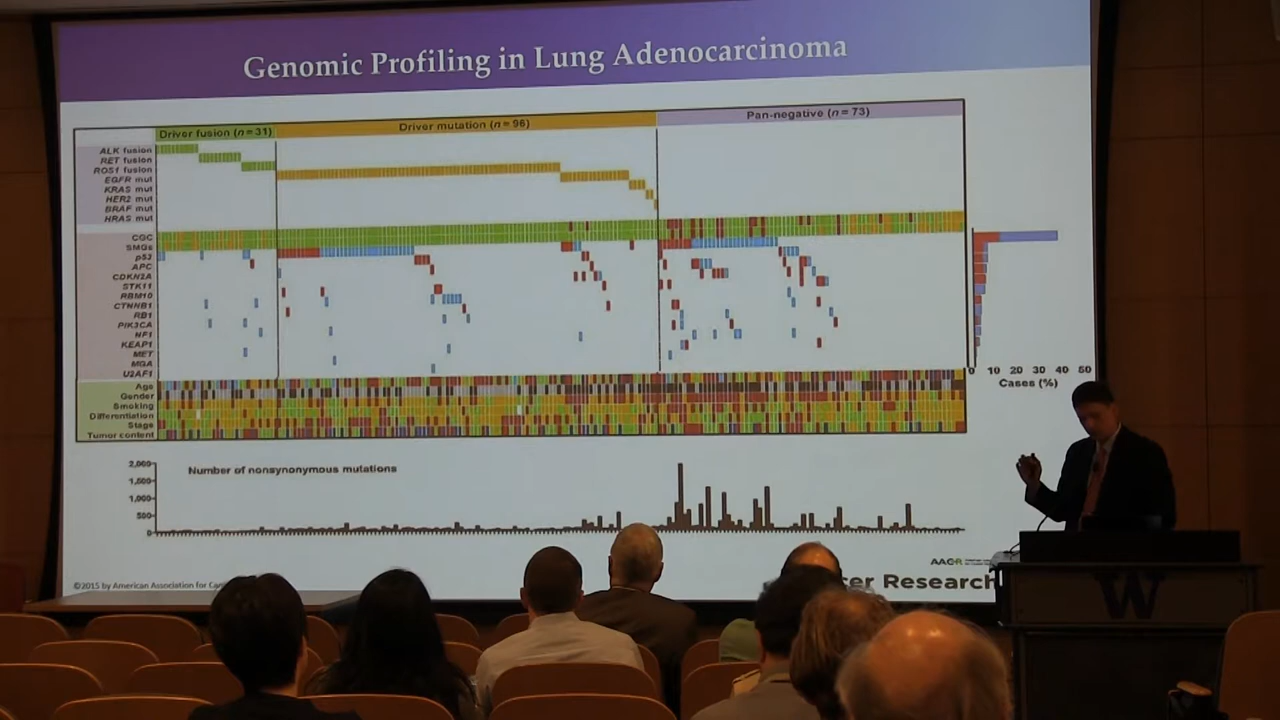 Genomic Profiling in Lung Adenocarcinoma
Driver fusion (n = 31)
Driver mutation (n = 96)
Pan-negative (n = 73)
ALK fusion
RET fusion
ROS1 fusion
EGFR mut
KRAS mut
HER2 mut
BRAF mut
HRAS mut
CGC
SMGs
p53
APC
CDKN2A
STK11
RBM10
CTNNB1
RB1
PIK3CA
NF1
KEAP1
MET
MGA
U2AF1
Age
Gender
Smoking
Differentiation
Stage
Tumor content
0 10 20 30 40 50
Cases (%)
Number of nonsynonymous mutations
2,000
1,500
1,000
500
0
©2015 by American Association for
AACR
cer Research
W